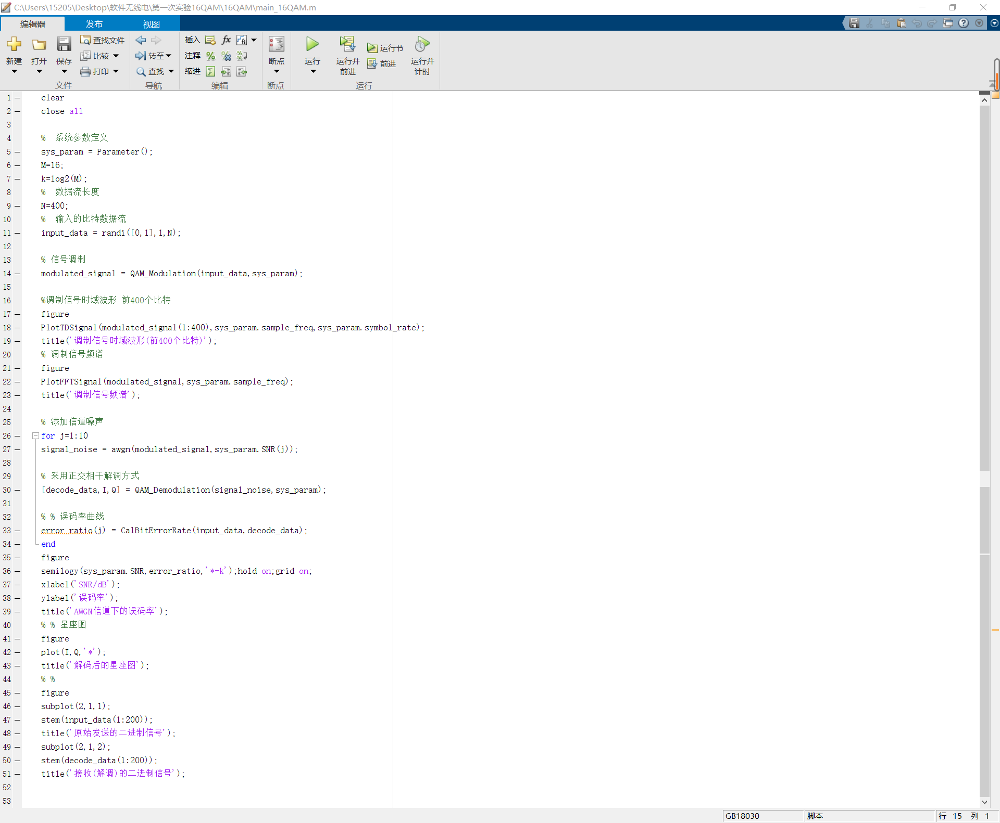 C:\Users\15205\Desktop\软件无线电\第一次实验16QAM\16QAM\main_16QAM.m
编辑器 发布 视图
新建 打开 保存 查找文件 比较 打印 文件
转至 查找 导航
插入 fx fi 注释 缩进 编辑
断点 断点
运行 运行并前进 运行节 前进 运行并计时 运行
1 clear
2 close all
3
4 % 系统参数定义
5 sys_param = Parameter();
6 M=16;
7 k=log2(M);
8 % 数据流长度
9 N=400;
10 % 输入的比特数据流
11 input_data = randi([0,1],1,N);
12
13 % 信号调制
14 modulated_signal = QAM_Modulation(input_data,sys_param);
15
16 %调制信号时域波形 前400个比特
17 figure
18 PlotTDSignal(modulated_signal(1:400),sys_param.sample_freq,sys_param.symbol_rate);
19 title('调制信号时域波形(前400个比特)');
20 % 调制信号频谱
21 figure
22 PlotFFTSignal(modulated_signal,sys_param.sample_freq);
23 title('调制信号频谱');
24
25 % 添加信道噪声
26 for j=1:10
27 signal_noise = awgn(modulated_signal,sys_param.SNR(j));
28
29 % 采用正交相干解调方式
30 [decode_data,I,Q] = QAM_Demodulation(signal_noise,sys_param);
31
32 % % 误码率曲线
33 error_ratio(j) = CalBitErrorRate(input_data,decode_data);
34 end
35 figure
36 semilogy(sys_param.SNR,error_ratio,'*-k');hold on;grid on;
37 xlabel('SNR/dB');
38 ylabel('误码率');
39 title('AWGN信道下的误码率');
40 % % 星座图
41 figure
42 plot(I,Q,'*');
43 title('解码后的星座图');
44 % %
45 figure
46 subplot(2,1,1);
47 stem(input_data(1:200));
48 title('原始发送的二进制信号');
49 subplot(2,1,2);
50 stem(decode_data(1:200));
51 title('接收(解调)的二进制信号');
52
53
GB18030 脚本 行 15 列 1